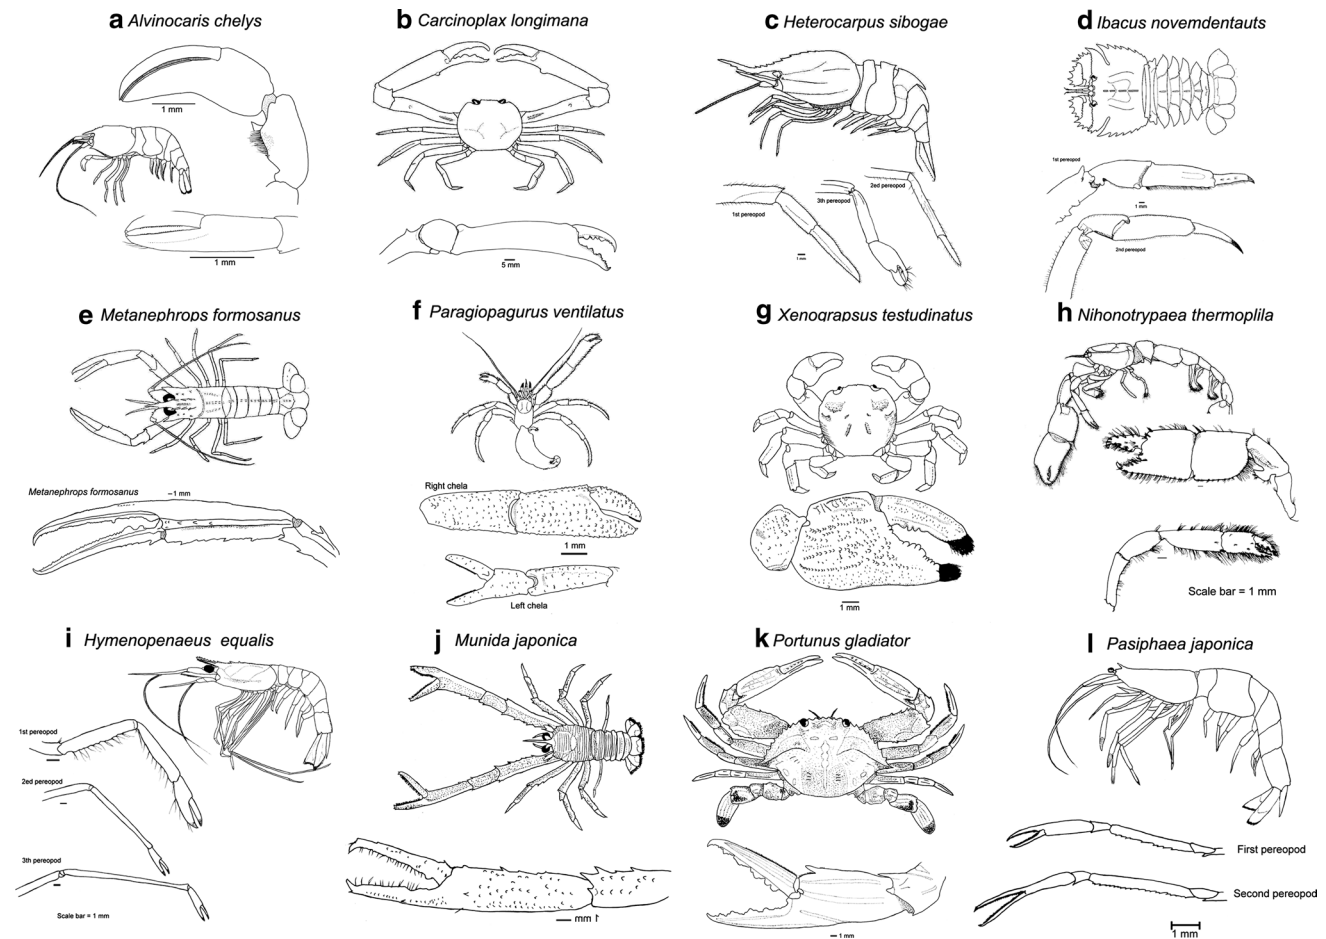 a Alvinocaris chelys
1 mm
1 mm
b Carcinoplax longimana
5 mm
c Heterocarpus sibogae
1st pereopod
3th pereopod
2ed pereopod
1 mm
d Ibacus novemdentauts
1st pereopod
1 mm
2nd pereopod
e Metanephrops formosanus
Metanephrops formosanus
1 mm
f Paragiopagurus ventilatus
Right chela
1 mm
Left chela
g Xenograpsus testudinatus
1 mm
h Nihonotrypaea thermoplila
Scale bar = 1 mm
i Hymenopenaeus equalis
1st pereopod
2ed pereopod
3th pereopod
Scale bar = 1 mm
j Munida japonica
1 mm
k Portunus gladiator
1 mm
l Pasiphaea japonica
First pereopod
Second pereopod
1 mm